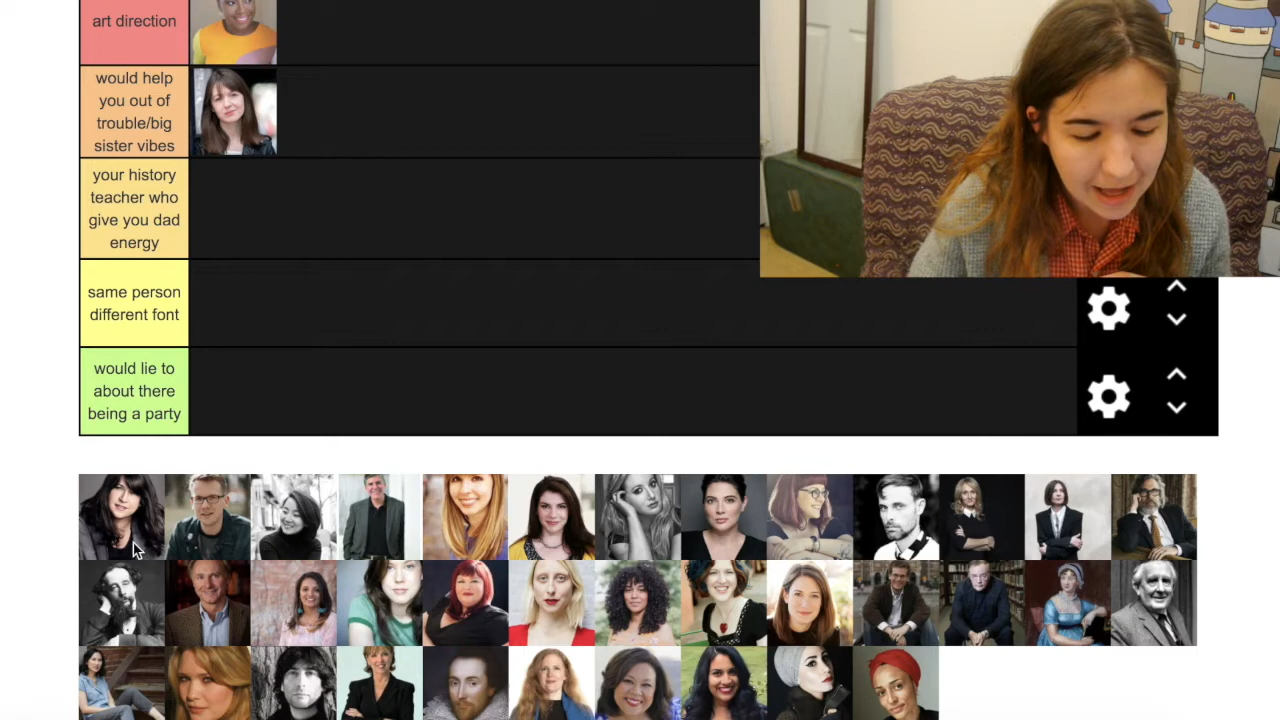 art direction
would help
you out of
trouble/big
sister vibes
your history
teacher who
give you dad
energy
same person
different font
would lie to
about there
being a party